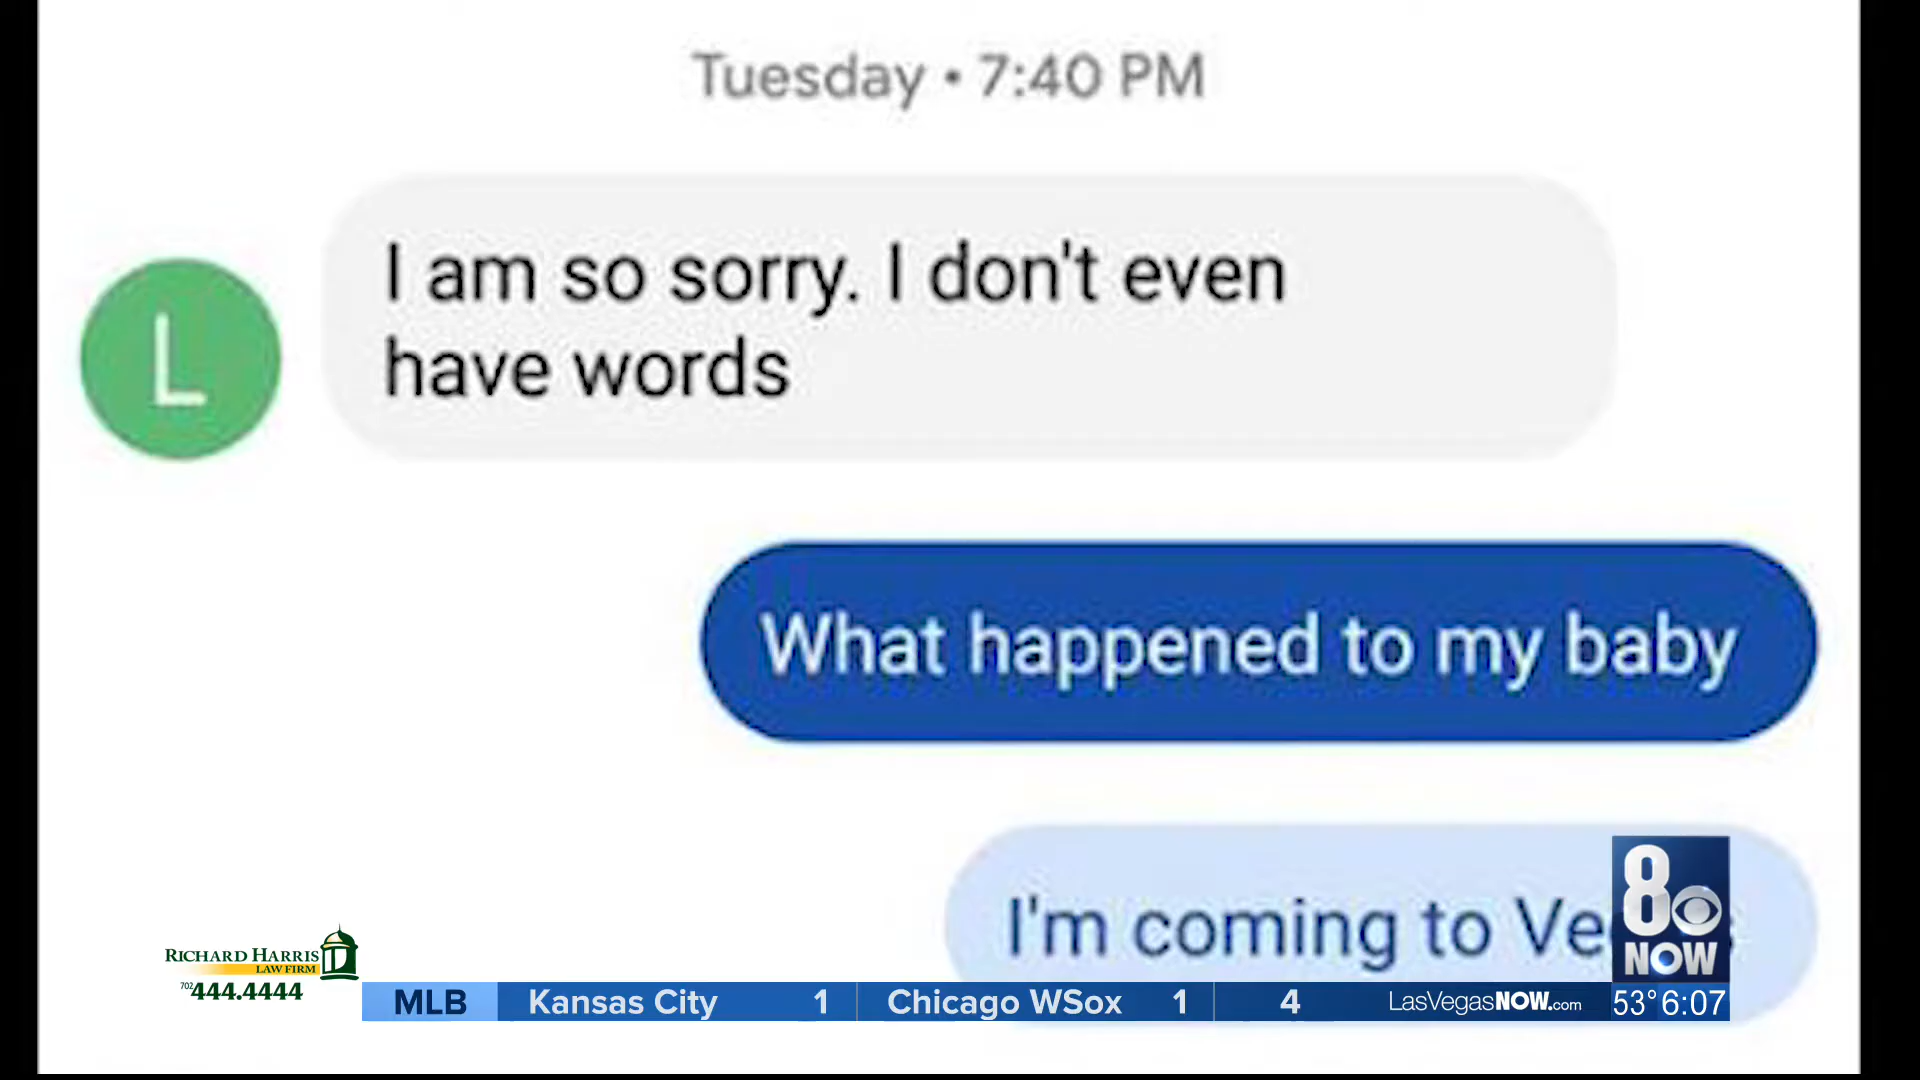 Tuesday • 7:40 PM
L
I am so sorry. I don't even
have words
What happened to my baby
I'm coming to
8
NOW
RICHARD HARRIS
LAW FIRM
702 444.4444
MLB Kansas City 1 Chicago WSox 1 4 LasVegasNOW.com 53° 6:07